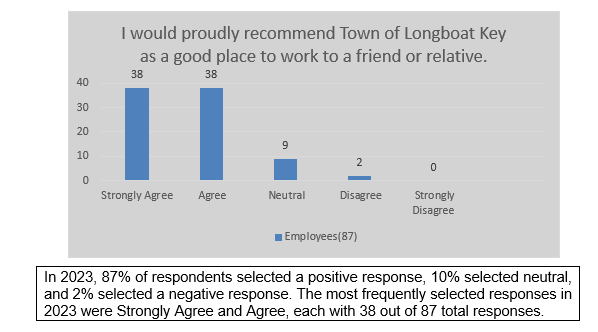 I would proudly recommend Town of Longboat Key
as a good place to work to a friend or relative.
38 38
40
30
20
10
0
9
2
0
Strongly Agree Agree Neutral Disagree Strongly
Disagree
Employees(87)
In 2023, 87% of respondents selected a positive response, 10% selected neutral,
and 2% selected a negative response. The most frequently selected responses in
2023 were Strongly Agree and Agree, each with 38 out of 87 total responses.